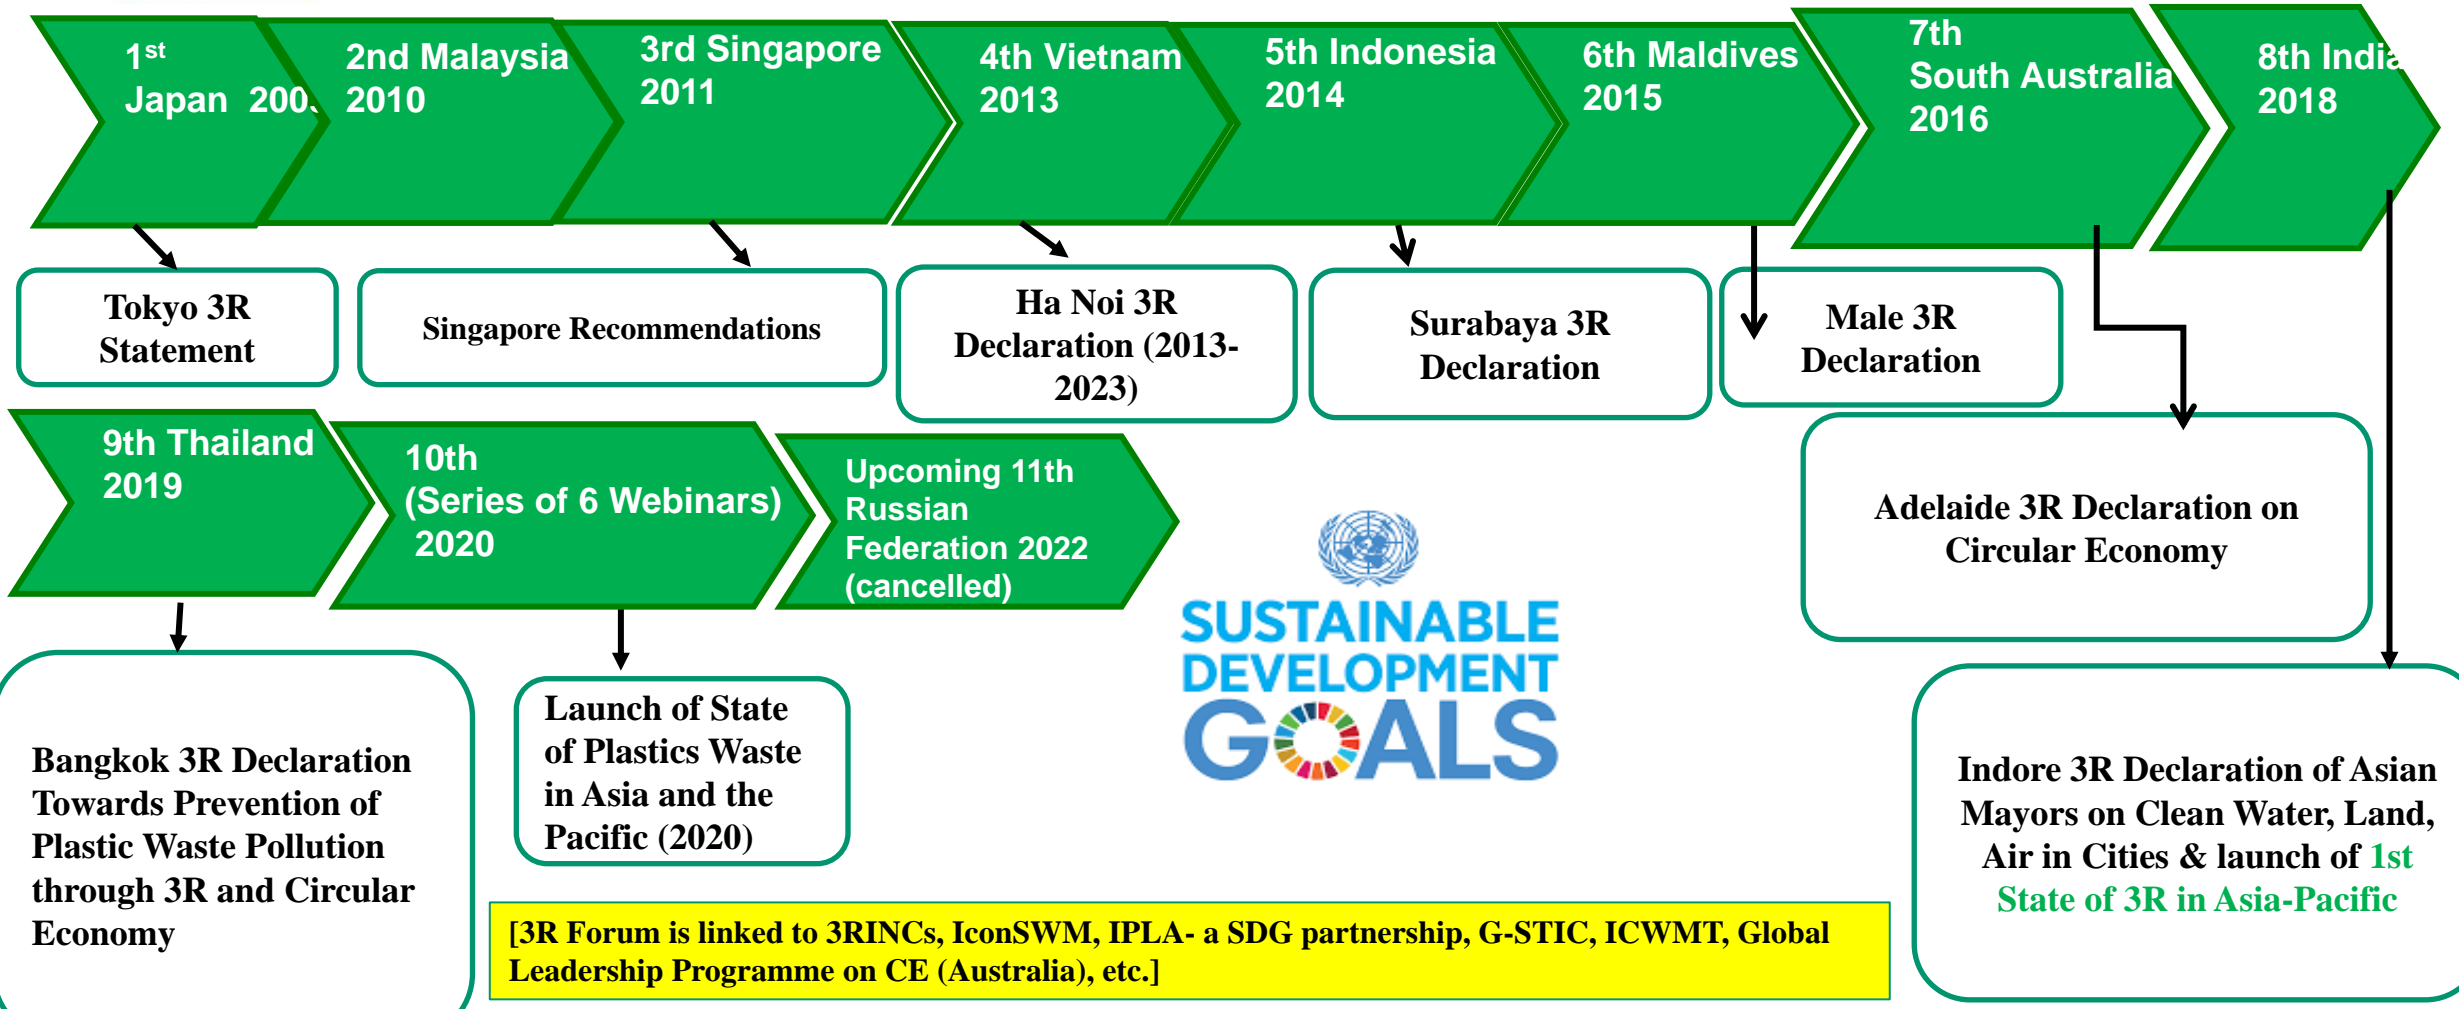 1st
Japan 200
2nd Malaysia
2010
3rd Singapore
2011
4th Vietnam
2013
5th Indonesia
2014
6th Maldives
2015
7th
South Australia
2016
8th India
2018
Tokyo 3R
Statement
Singapore Recommendations
Ha Noi 3R
Declaration (2013-
2023)
Surabaya 3R
Declaration
Male 3R
Declaration
Adelaide 3R Declaration on
Circular Economy
Indore 3R Declaration of Asian
Mayors on Clean Water, Land,
Air in Cities & launch of 1st
State of 3R in Asia-Pacific
9th Thailand
2019
10th
(Series of 6 Webinars)
2020
Upcoming 11th
Russian
Federation 2022
(cancelled)
Bangkok 3R Declaration
Towards Prevention of
Plastic Waste Pollution
through 3R and Circular
Economy
Launch of State
of Plastics Waste
in Asia and the
Pacific (2020)
SUSTAINABLE
DEVELOPMENT
GOALS
[3R Forum is linked to 3RINCs, IconSWM, IPLA- a SDG partnership, G-STIC, ICWMT, Global
Leadership Programme on CE (Australia), etc.]